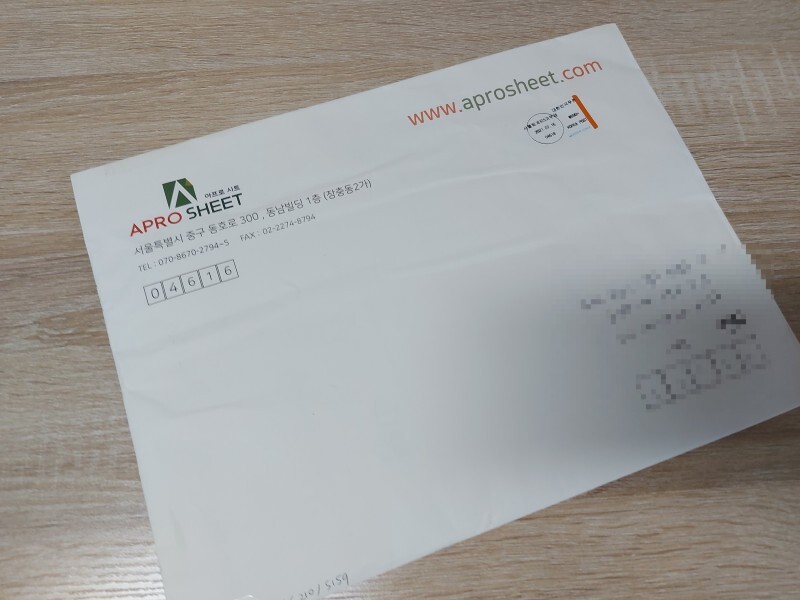 www.aprosheet.com
어프로 시트
APRO SHEET
서울특별시 중구 동호로 300 , 동남빌딩 1층 (장충동2가)
TEL : 070-8670-2794~5 FAX : 02-2274-8794
04616